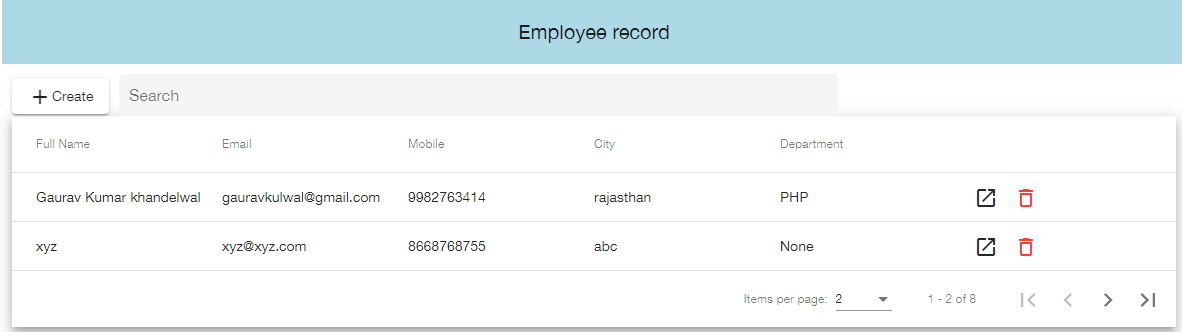 Employee record
Create Search
Full Name Email Mobile City Department
Gaurav Kumar khandelwal gauravkulwal@gmail.com 9982763414 rajasthan PHP
xyz xyz@xyz.com 8668768755 abc None
Items per page: 2 1 - 2 of 8